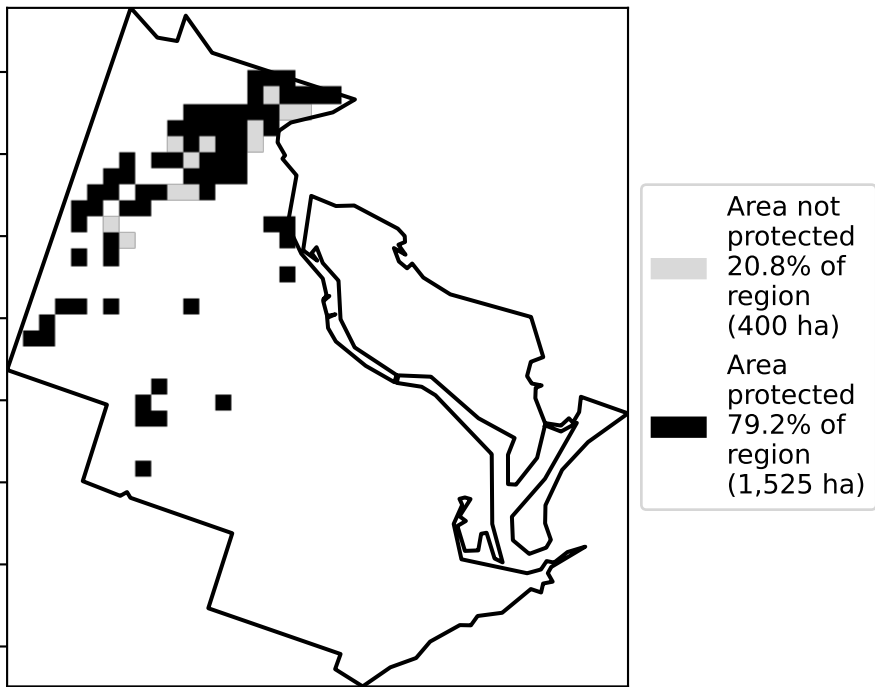 Area not
protected
20.8% of
region
(400 ha)
Area
protected
79.2% of
region
(1,525 ha)